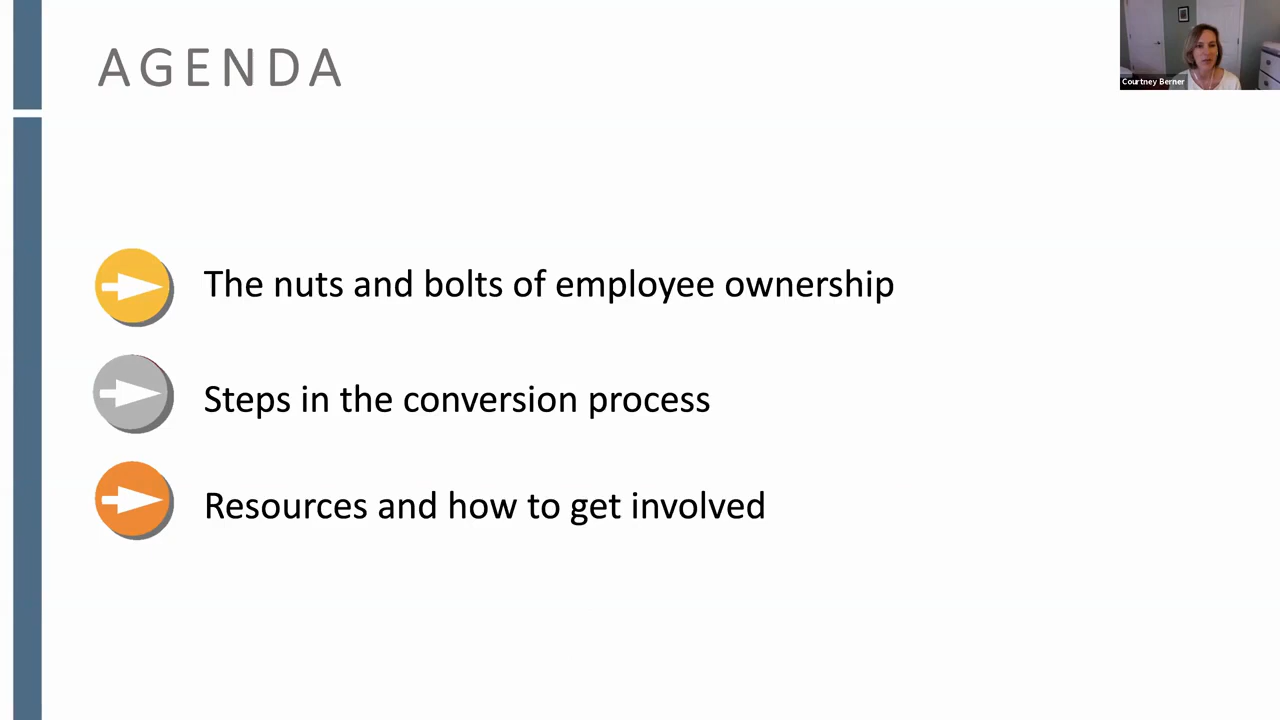 AGENDA
Courtney Berner
The nuts and bolts of employee ownership
Steps in the conversion process
Resources and how to get involved